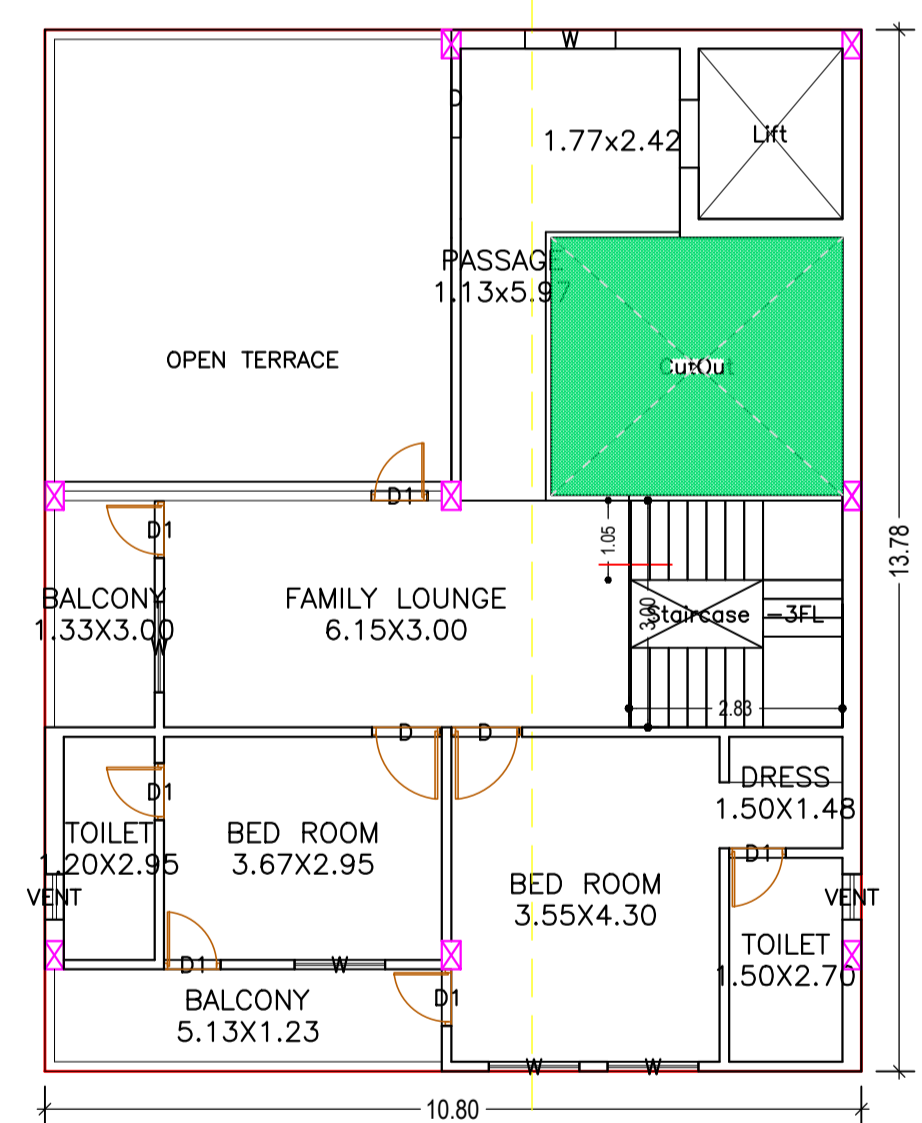 W
D
Lift
1.77x2.42
PASSAGE
1.13x5.97
OPEN TERRACE
CutOut
D1
D1
1.05
13.78
BALCONY
1.33X3.00
W
FAMILY LOUNGE
6.15X3.00
3.00
Staircase -3FL
2.83
D
D
D1
DRESS
1.50X1.48
TOILET
1.20X2.95
BED ROOM
3.67X2.95
D1
BED ROOM
3.55X4.30
VENT
VENT
TOILET
1.50X2.70
D1
W
D1
BALCONY
5.13X1.23
W
W
10.80